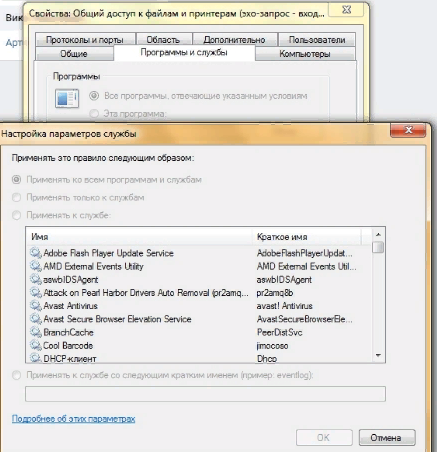 Вик
Арт
Свойства: Общий доступ к файлам и принтерам (эхо-запрос - вход...
Протоколы и порты Область Дополнительно Пользователи
Общие Программы и службы Компьютеры
Программы
Все программы, отвечающие указанным условиям
Эта программа:
Настройка параметров службы
Применять это правило следующим образом:
Применять ко всем программам и службам
Применять только к службам
Применять к службе:
Имя Краткое имя
Adobe Flash Player Update Service AdobeFlashPlayerUpdat...
AMD External Events Utility AMD External Events Util...
aswbIDSAgent aswbIDSAgent
Attack on Pearl Harbor Drivers Auto Removal (pr2amq... pr2amq8b
Avast Antivirus avast! Antivirus
Avast Secure Browser Elevation Service AvastSecureBrowserEle...
BranchCache PeerDistSvc
Cool Barcode jimocoso
DHCP-клиент Dhcp
Применять к службе со следующим кратким именем (пример: eventlog):
Подробнее об этих параметрах
ОК Отмена